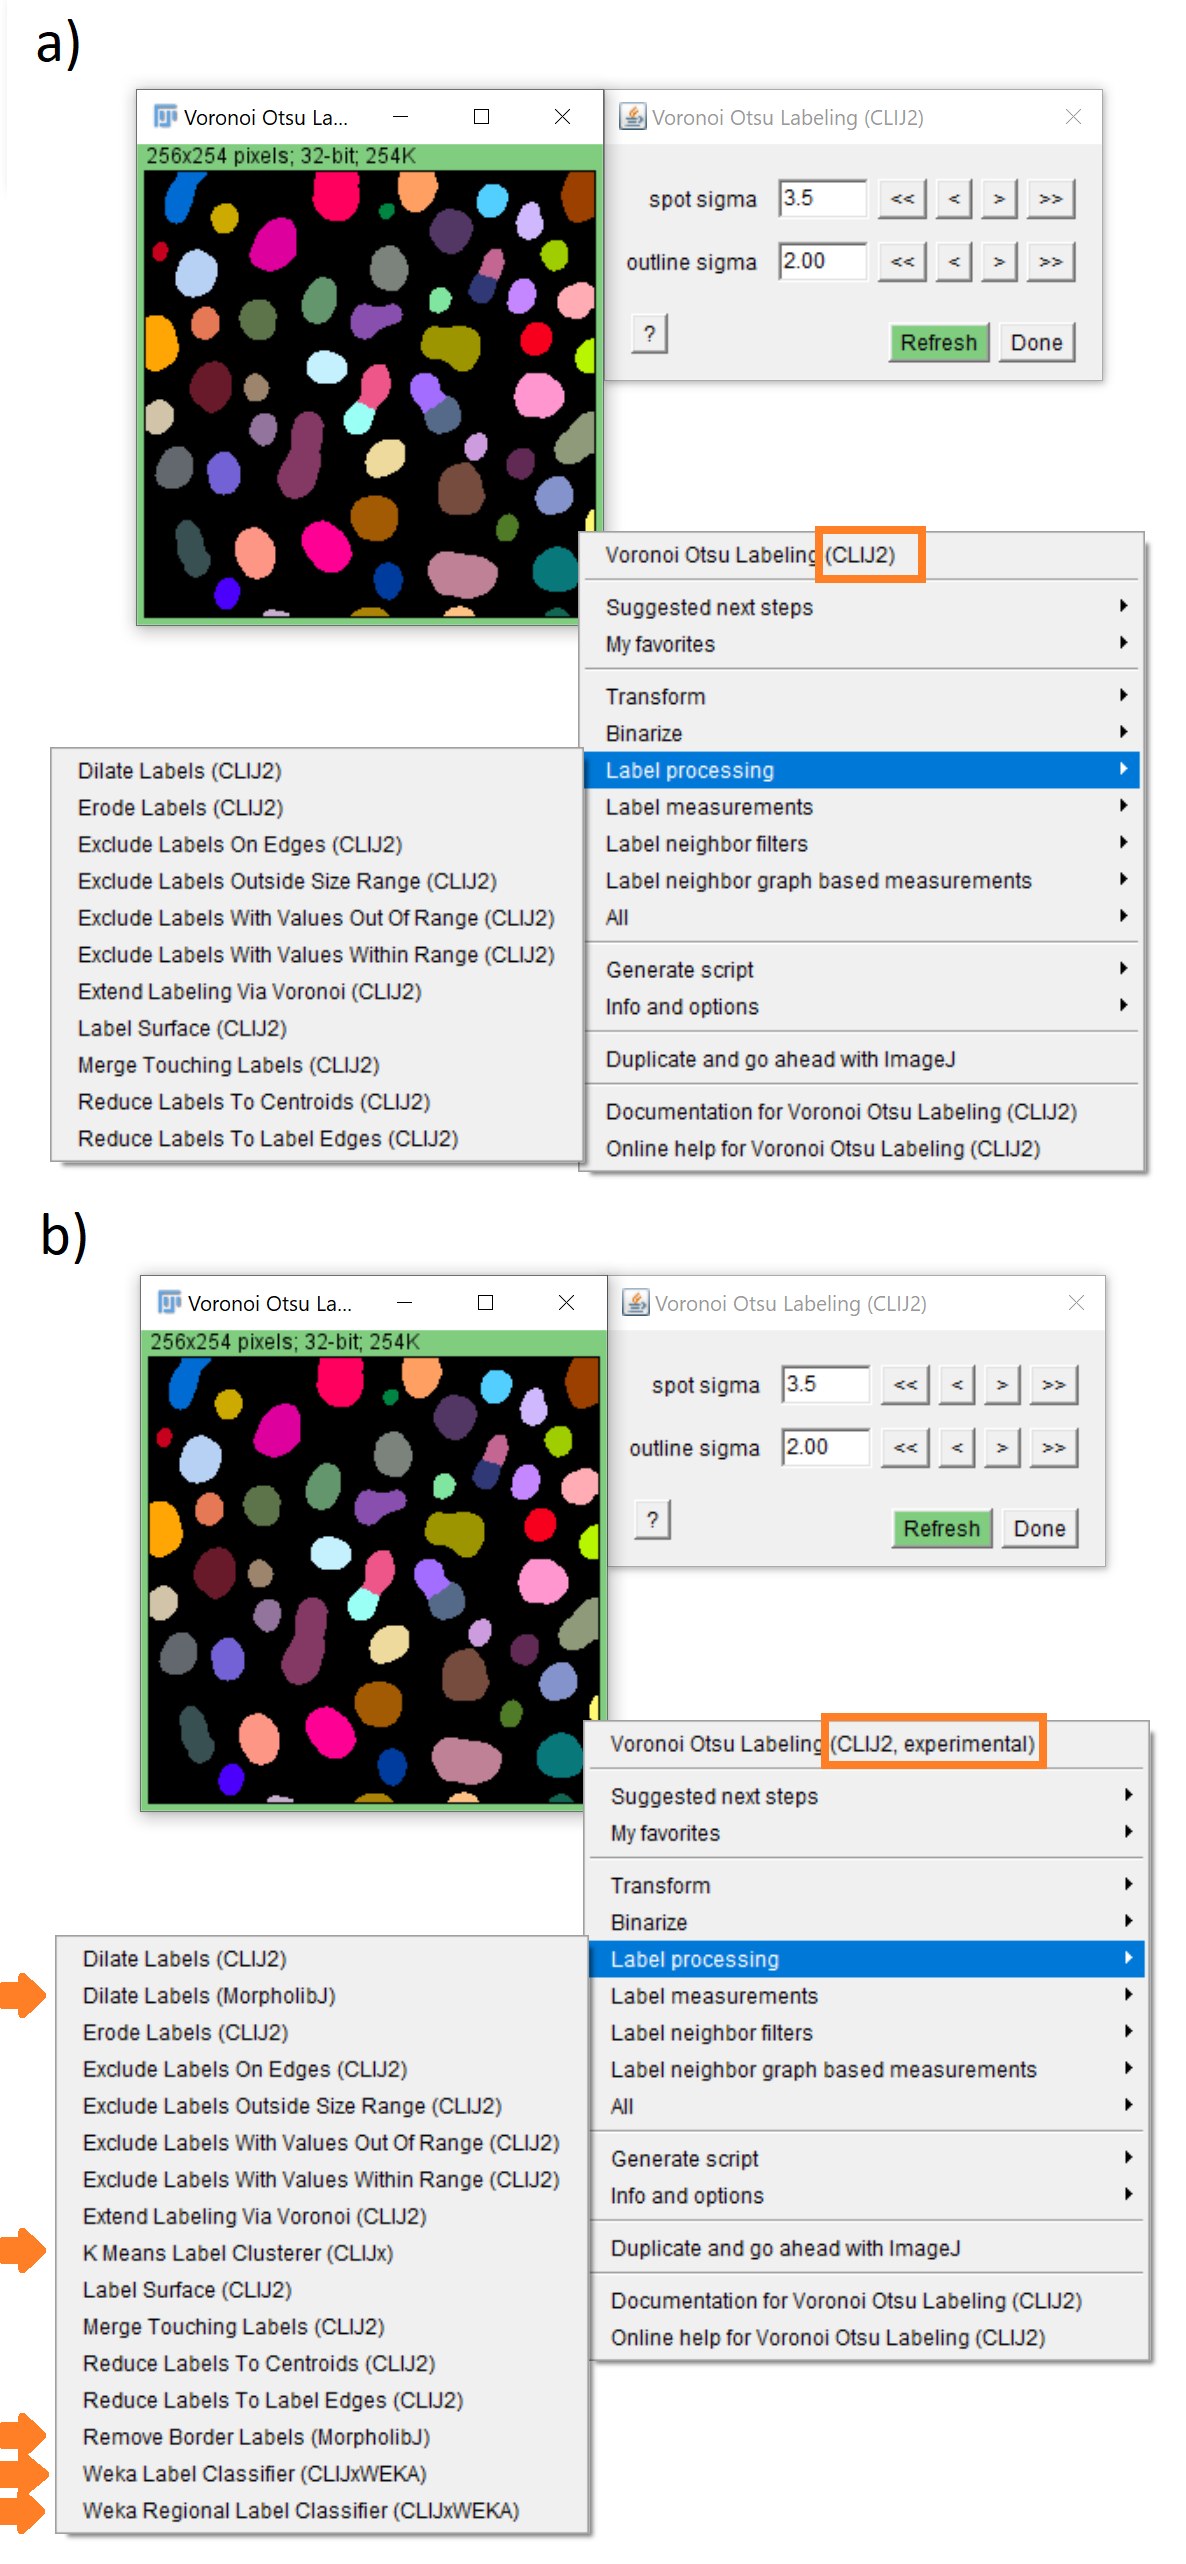 a)
Voronoi Otsu La...
Voronoi Otsu Labeling (CLIJ2)
256x254 pixels; 32-bit; 254K
spot sigma 3.5 << < > >>
outline sigma 2.00 << < > >>
? Refresh Done
Voronoi Otsu Labeling (CLIJ2)
Suggested next steps
My favorites
Transform
Binarize
Label processing
Label measurements
Label neighbor filters
Label neighbor graph based measurements
All
Generate script
Info and options
Duplicate and go ahead with ImageJ
Documentation for Voronoi Otsu Labeling (CLIJ2)
Online help for Voronoi Otsu Labeling (CLIJ2)
Dilate Labels (CLIJ2)
Erode Labels (CLIJ2)
Exclude Labels On Edges (CLIJ2)
Exclude Labels Outside Size Range (CLIJ2)
Exclude Labels With Values Out Of Range (CLIJ2)
Exclude Labels With Values Within Range (CLIJ2)
Extend Labeling Via Voronoi (CLIJ2)
Label Surface (CLIJ2)
Merge Touching Labels (CLIJ2)
Reduce Labels To Centroids (CLIJ2)
Reduce Labels To Label Edges (CLIJ2)
b)
Voronoi Otsu La...
Voronoi Otsu Labeling (CLIJ2)
256x254 pixels; 32-bit; 254K
spot sigma 3.5 << < > >>
outline sigma 2.00 << < > >>
? Refresh Done
Voronoi Otsu Labeling (CLIJ2, experimental)
Suggested next steps
My favorites
Transform
Binarize
Label processing
Label measurements
Label neighbor filters
Label neighbor graph based measurements
All
Generate script
Info and options
Duplicate and go ahead with ImageJ
Documentation for Voronoi Otsu Labeling (CLIJ2)
Online help for Voronoi Otsu Labeling (CLIJ2)
Dilate Labels (CLIJ2)
Dilate Labels (MorpholibJ)
Erode Labels (CLIJ2)
Exclude Labels On Edges (CLIJ2)
Exclude Labels Outside Size Range (CLIJ2)
Exclude Labels With Values Out Of Range (CLIJ2)
Exclude Labels With Values Within Range (CLIJ2)
Extend Labeling Via Voronoi (CLIJ2)
K Means Label Clusterer (CLIJx)
Label Surface (CLIJ2)
Merge Touching Labels (CLIJ2)
Reduce Labels To Centroids (CLIJ2)
Reduce Labels To Label Edges (CLIJ2)
Remove Border Labels (MorpholibJ)
Weka Label Classifier (CLIJxWEKA)
Weka Regional Label Classifier (CLIJxWEKA)